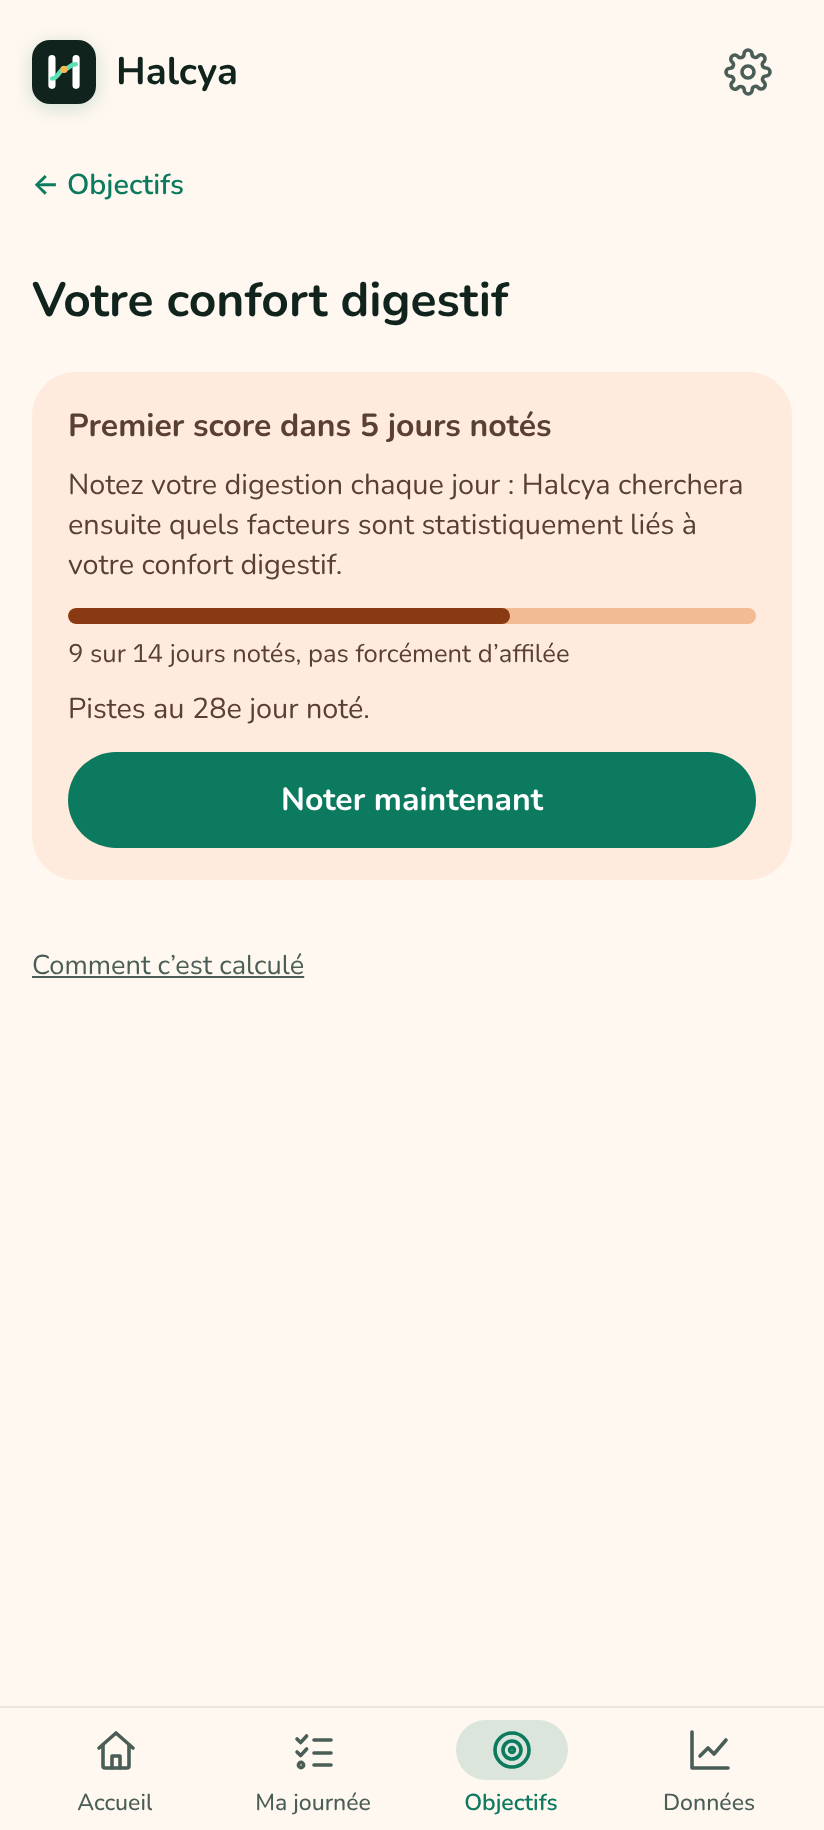 Halcya
← Objectifs
Votre confort digestif
Premier score dans 5 jours notés
Notez votre digestion chaque jour : Halcya cherchera
ensuite quels facteurs sont statistiquement liés à
votre confort digestif.
9 sur 14 jours notés, pas forcément d’affilée
Pistes au 28e jour noté.
Noter maintenant
Comment c’est calculé
Accueil
Ma journée
Objectifs
Données